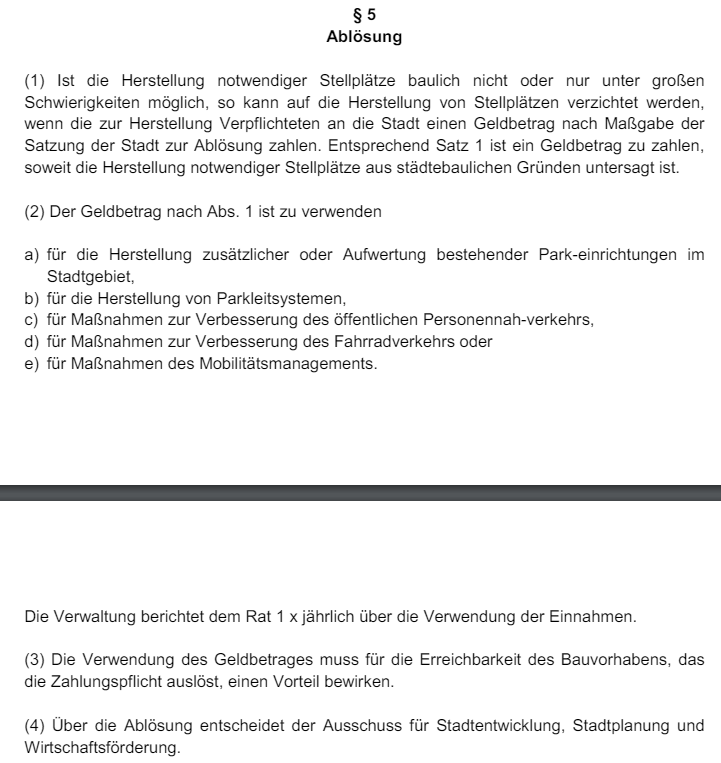 § 5
Ablösung
(1) Ist die Herstellung notwendiger Stellplätze baulich nicht oder nur unter großen
Schwierigkeiten möglich, so kann auf die Herstellung von Stellplätzen verzichtet werden,
wenn die zur Herstellung Verpflichteten an die Stadt einen Geldbetrag nach Maßgabe der
Satzung der Stadt zur Ablösung zahlen. Entsprechend Satz 1 ist ein Geldbetrag zu zahlen,
soweit die Herstellung notwendiger Stellplätze aus städtebaulichen Gründen untersagt ist.
(2) Der Geldbetrag nach Abs. 1 ist zu verwenden
a) für die Herstellung zusätzlicher oder Aufwertung bestehender Park-einrichtungen im
Stadtgebiet,
b) für die Herstellung von Parkleitsystemen,
c) für Maßnahmen zur Verbesserung des öffentlichen Personennah-verkehrs,
d) für Maßnahmen zur Verbesserung des Fahrradverkehrs oder
e) für Maßnahmen des Mobilitätsmanagements.
Die Verwaltung berichtet dem Rat 1 x jährlich über die Verwendung der Einnahmen.
(3) Die Verwendung des Geldbetrages muss für die Erreichbarkeit des Bauvorhabens, das
die Zahlungspflicht auslöst, einen Vorteil bewirken.
(4) Über die Ablösung entscheidet der Ausschuss für Stadtentwicklung, Stadtplanung und
Wirtschaftsförderung.